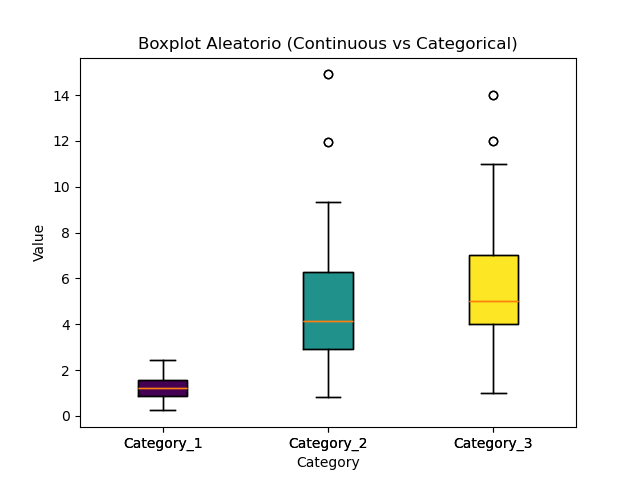 Boxplot Aleatorio (Continuous vs Categorical)
14
12
10
8
6
4
2
0
Value
Category_1
Category_2
Category_3
Category